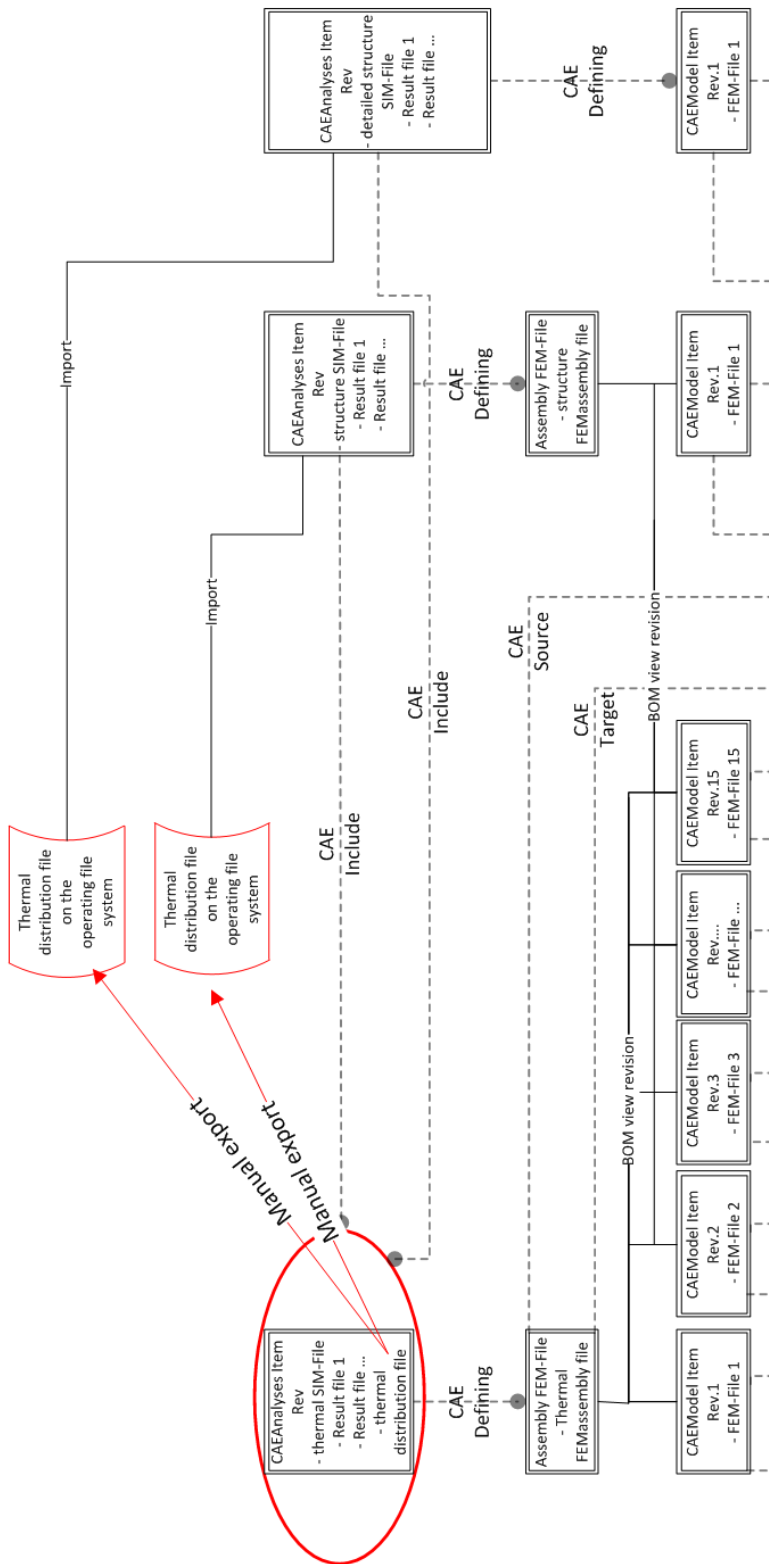 Thermal
distribution file
on the
operating file
system
Import
Thermal
distribution file
on the
operating file
system
Import
Manual export
Manual export
CAEAnalyses Item
Rev
- thermal SIM-File
- Result file 1
- Result file ...
- thermal
distribution file
CAEAnalyses Item
Rev
- structure SIM-File
- Result file 1
- Result file ...
CAEAnalyses Item
Rev
- detailed structure
SIM-File
- Result file 1
- Result file ...
CAE
Include
CAE
Include
CAE
Defining
CAE
Defining
CAE
Defining
Assembly FEM-File
- Thermal
FEMassembly file
CAE
Source
CAE
Target
Assembly FEM-File
- structure
FEMassembly file
BOM view revision
BOM view revision
CAEModel Item
Rev.1
- FEM-File 1
CAEModel Item
Rev.2
- FEM-File 2
CAEModel Item
Rev.3
- FEM-File 3
CAEModel Item
Rev....
- FEM-File ...
CAEModel Item
Rev.15
- FEM-File 15
CAEModel Item
Rev.1
- FEM-File 1
CAEModel Item
Rev.1
- FEM-File 1